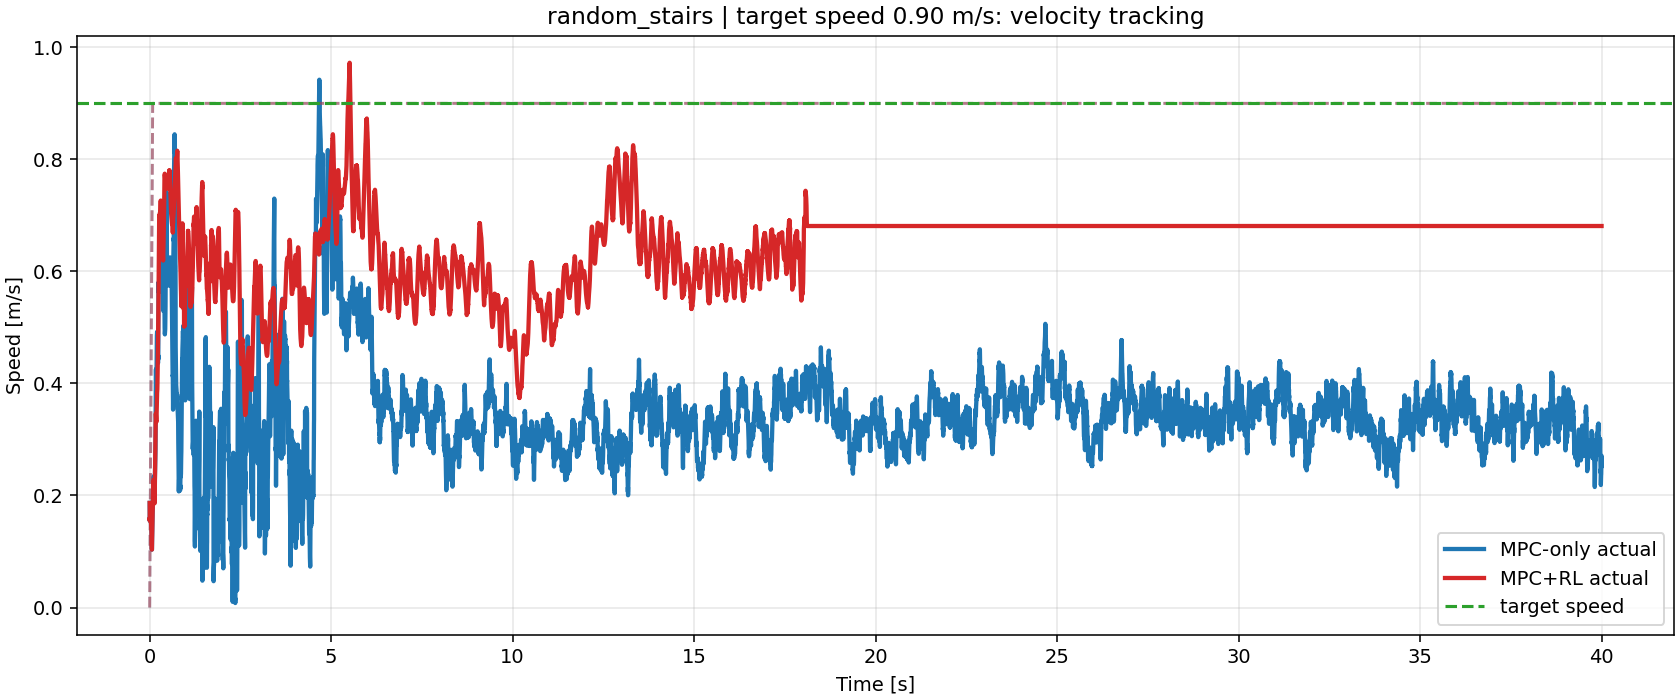 random_stairs | target speed 0.90 m/s: velocity tracking
Speed [m/s]
1.0
0.8
0.6
0.4
0.2
0.0
0 5 10 15 20 25 30 35 40
Time [s]
MPC-only actual
MPC+RL actual
target speed